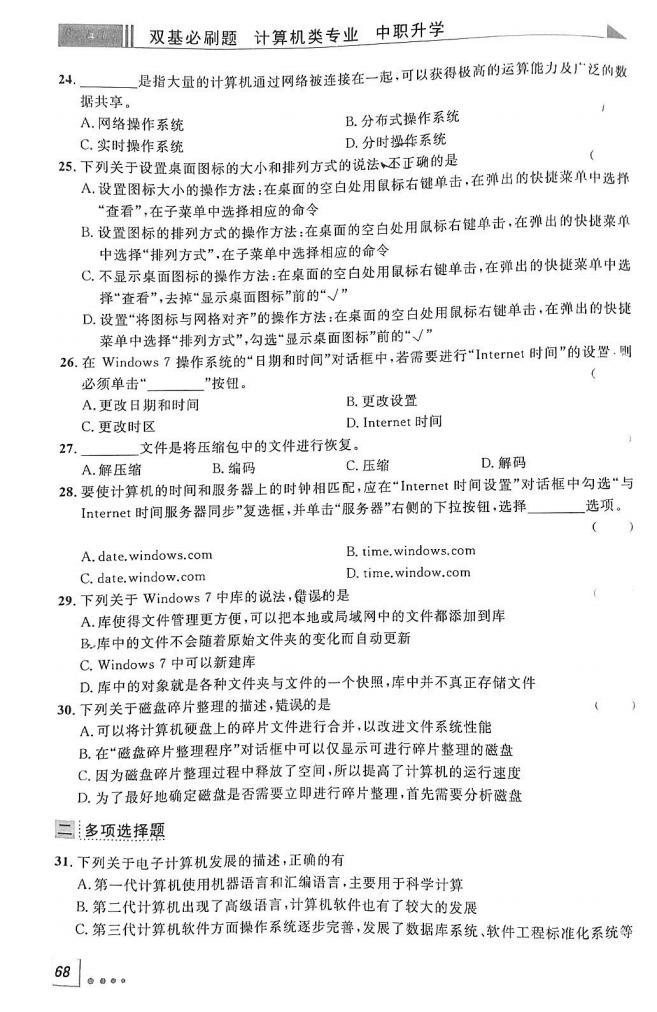 双基必刷题 计算机类专业 中职升学
24.________是指大量的计算机通过网络被连接在一起,可以获得极高的运算能力及广泛的数
据共享。
A.网络操作系统 B.分布式操作系统
C.实时操作系统 D.分时操作系统
25.下列关于设置桌面图标的大小和排列方式的说法,不正确的是 (
A.设置图标大小的操作方法:在桌面的空白处用鼠标右键单击,在弹出的快捷菜单中选择
“查看”,在子菜单中选择相应的命令
B.设置图标的排列方式的操作方法:在桌面的空白处用鼠标右键单击,在弹出的快捷菜单
中选择“排列方式”,在子菜单中选择相应的命令
C.不显示桌面图标的操作方法:在桌面的空白处用鼠标右键单击,在弹出的快捷菜单中选
择“查看”,去掉“显示桌面图标”前的“√”
D.设置“将图标与网格对齐”的操作方法:在桌面的空白处用鼠标右键单击,在弹出的快捷
菜单中选择“排列方式”,勾选“显示桌面图标”前的“√”
26.在 Windows 7 操作系统的“日期和时间”对话框中,若需要进行“Internet 时间”的设置,则
必须单击“________”按钮。 (
A.更改日期和时间 B.更改设置
C.更改时区 D.Internet 时间
27.________文件是将压缩包中的文件进行恢复。
A.解压缩 B.编码 C.压缩 D.解码
28.要使计算机的时间和服务器上的时钟相匹配,应在“Internet 时间设置”对话框中勾选“与
Internet 时间服务器同步”复选框,并单击“服务器”右侧的下拉按钮,选择________选项。
( )
A.date.windows.com B.time.windows.com
C.date.window.com D.time.window.com
29.下列关于 Windows 7 中库的说法,错误的是 (
A.库使得文件管理更方便,可以把本地或局域网中的文件都添加到库
B.库中的文件不会随着原始文件夹的变化而自动更新
C.Windows 7 中可以新建库
D.库中的对象就是各种文件夹与文件的一个快照,库中并不真正存储文件
30.下列关于磁盘碎片整理的描述,错误的是 ( )
A.可以将计算机硬盘上的碎片文件进行合并,以改进文件系统性能
B.在“磁盘碎片整理程序”对话框中可以仅显示可进行碎片整理的磁盘
C.因为磁盘碎片整理过程中释放了空间,所以提高了计算机的运行速度
D.为了最好地确定磁盘是否需要立即进行碎片整理,首先需要分析磁盘
二 多项选择题
31.下列关于电子计算机发展的描述,正确的有
A.第一代计算机使用机器语言和汇编语言,主要用于科学计算
B.第二代计算机出现了高级语言,计算机软件也有了较大的发展
C.第三代计算机软件方面操作系统逐步完善,发展了数据库系统、软件工程标准化系统等
68